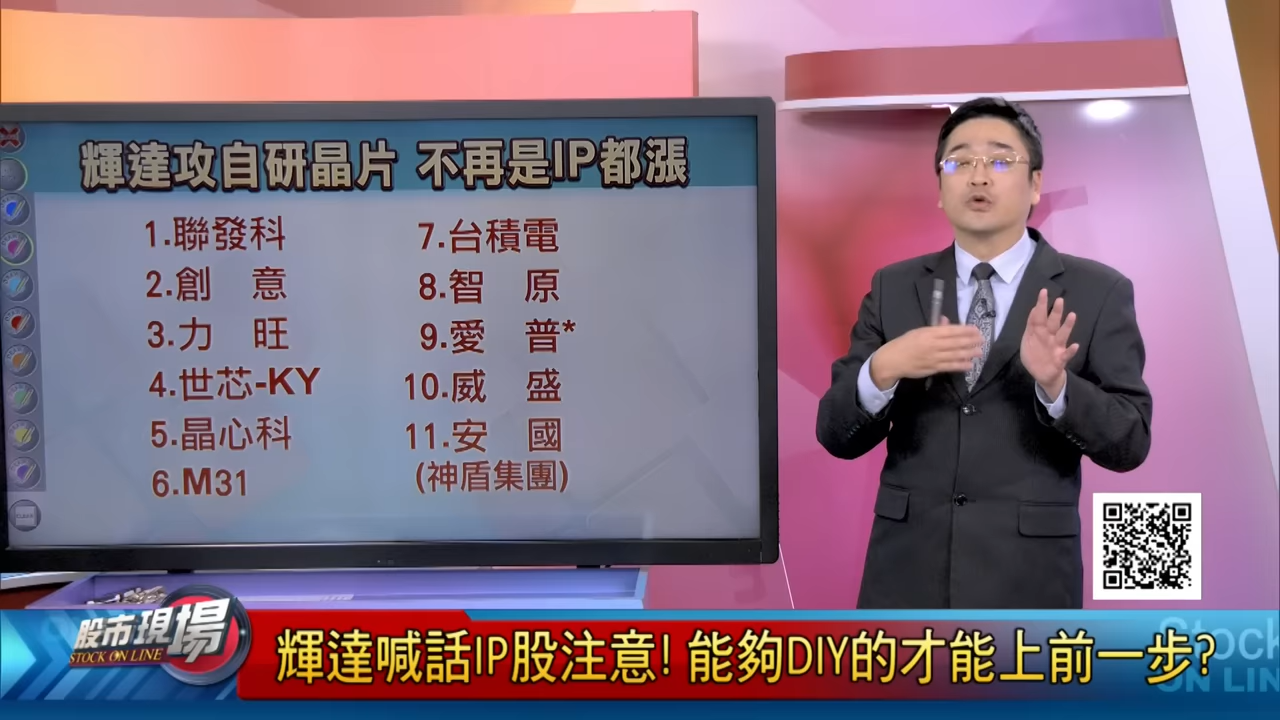 輝達攻自研晶片 不再是IP都漲
1.聯發科
2.創 意
3.力 旺
4.世芯-KY
5.晶心科
6.M31
7.台積電
8.智 原
9.愛 普*
10.威 盛
11.安 國
(神盾集團)
股市現場
STOCK ON LINE
輝達喊話IP股注意! 能夠DIY的才能上前一步?
Stock
ON LIN